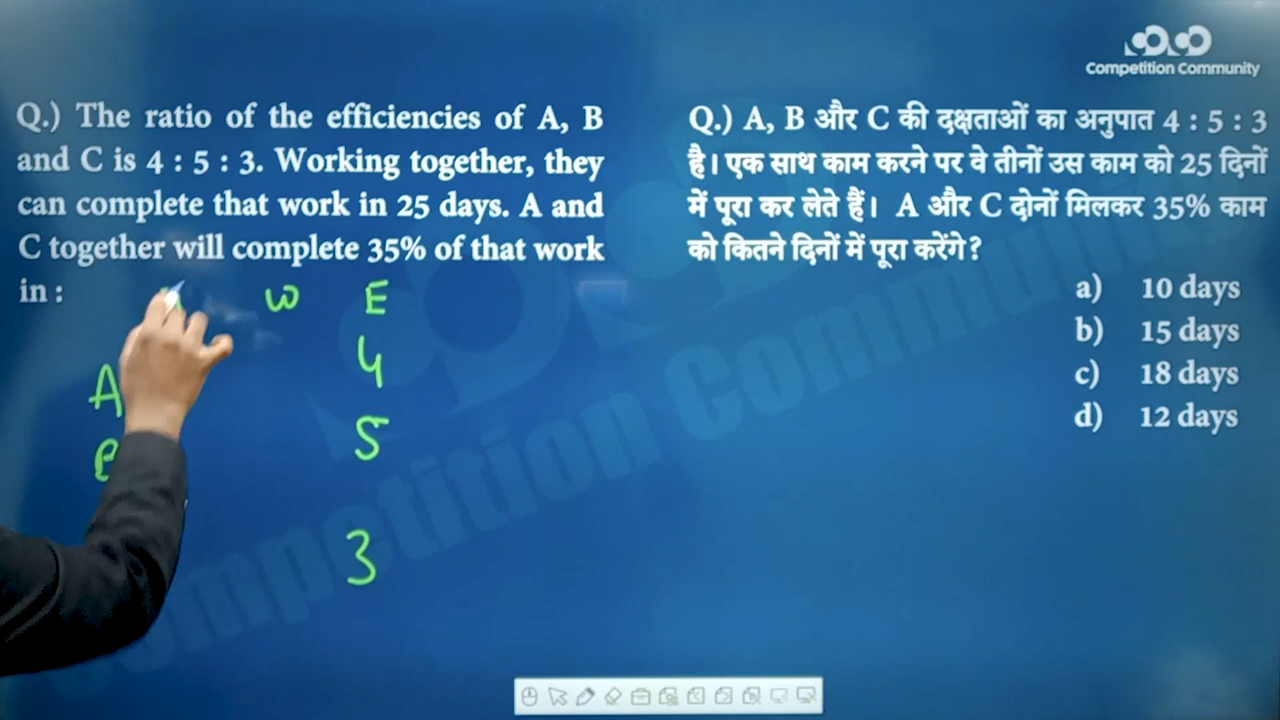 Competition Community
Q.) The ratio of the efficiencies of A, B
and C is 4 : 5 : 3. Working together, they
can complete that work in 25 days. A and
C together will complete 35% of that work
in :
Q.) A, B और C की दक्षताओं का अनुपात 4 : 5 : 3
है। एक साथ काम करने पर वे तीनों उस काम को 25 दिनों
में पूरा कर लेते हैं। A और C दोनों मिलकर 35% काम
को कितने दिनों में पूरा करेंगे?
a) 10 days
b) 15 days
c) 18 days
d) 12 days
W E
A 4
B 5
3
Competition Community